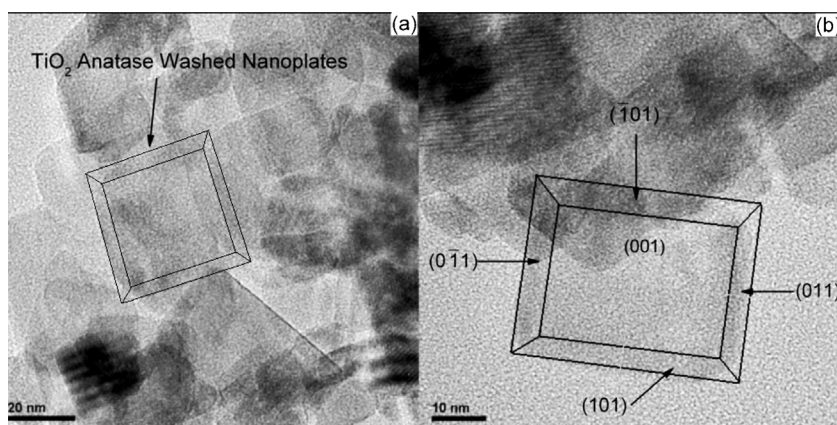 (a)
TiO₂ Anatase Washed Nanoplates
20 nm
(b)
(1̄01)
(001)
(01̄1)
(011)
(101)
10 nm